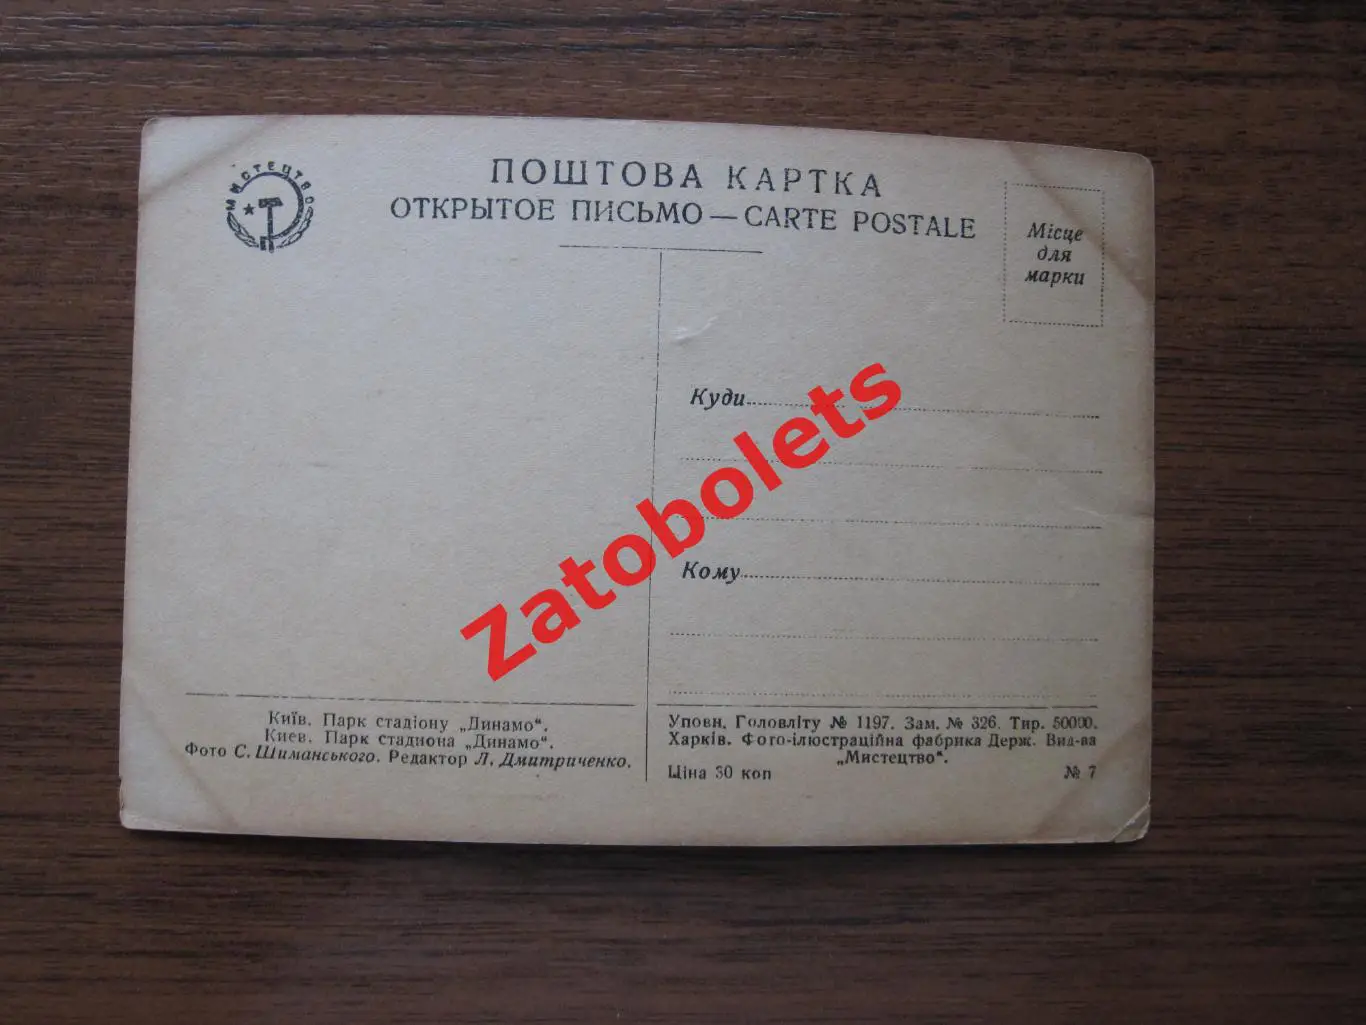 МИСТЕЦТВО
ПОШТОВА КАРТКА
ОТКРЫТОЕ ПИСЬМО — CARTE POSTALE
Місце
для
марки
Куди
Zatobolets
Кому
Київ. Парк стадіону „Динамо“.
Киев. Парк стадиона „Динамо“.
Фото С. Шиманського. Редактор Л. Дмитриченко.
Уповн. Головліту № 1197. Зам. № 326. Тир. 50000.
Харків. Фото-ілюстраційна фабрика Держ. Вид-ва
„Мистецтво“.
Ціна 30 коп № 7